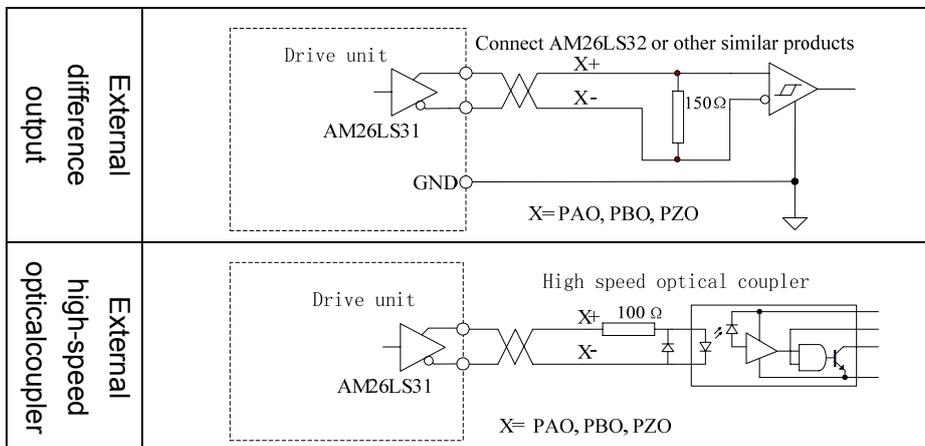 External
difference
output
Drive unit
Connect AM26LS32 or other similar products
X+
X-
150Ω
AM26LS31
GND
X=PAO, PBO, PZO
External
high-speed
opticalcoupler
Drive unit
High speed optical coupler
X+
100 Ω
X-
AM26LS31
X= PAO, PBO, PZO